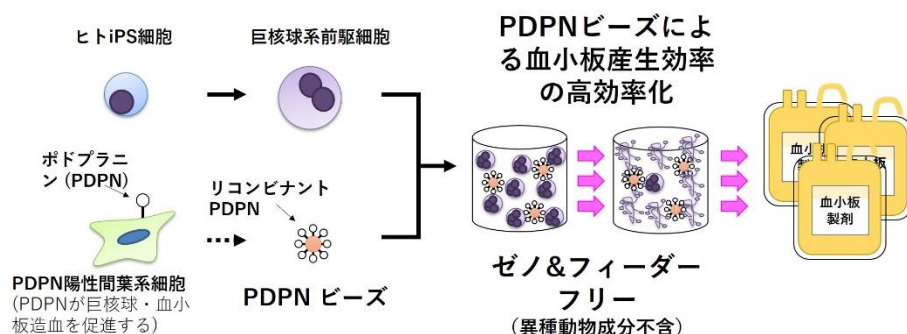 ヒトiPS細胞
巨核球系前駆細胞
PDPNビーズによ
る血小板産生効率
の高効率化
ポドプラニ
ン (PDPN)
リコンビナント
PDPN
血小板
製剤
PDPN陽性間葉系細胞
(PDPNが巨核球・血小
板造血を促進する)
PDPN ビーズ
ゼノ&フィーダー
フリー
(異種動物成分不含)